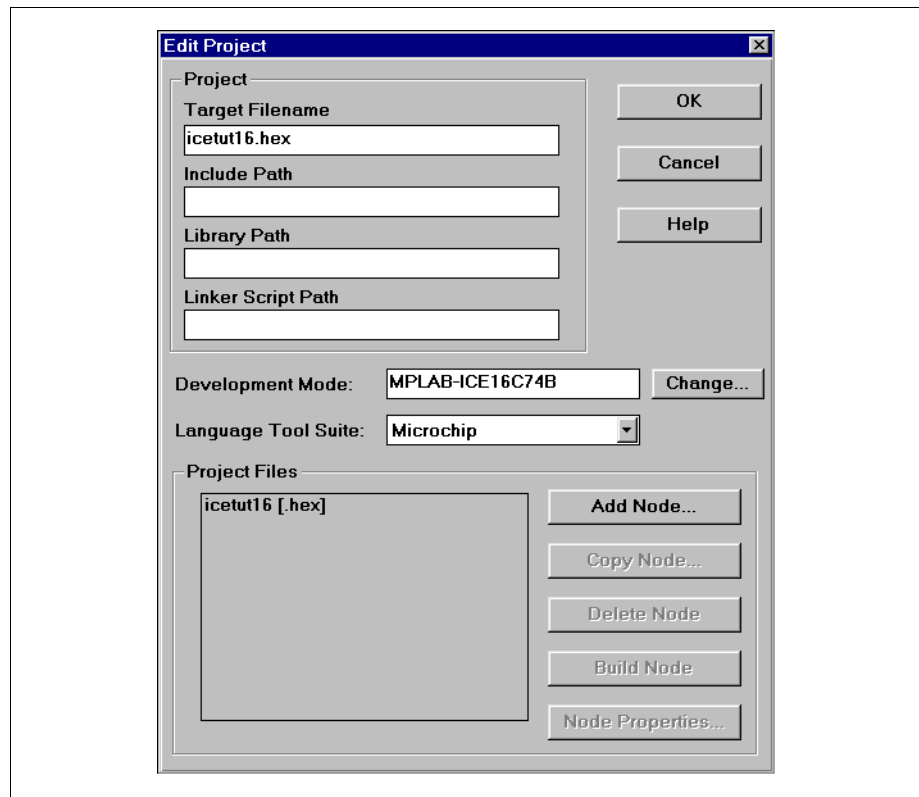 Edit Project
Project
Target Filename
icetut16.hex
Include Path
Library Path
Linker Script Path
OK
Cancel
Help
Development Mode:
MPLAB-ICE16C74B
Change...
Language Tool Suite:
Microchip
Project Files
icetut16 [.hex]
Add Node...
Copy Node...
Delete Node
Build Node
Node Properties...